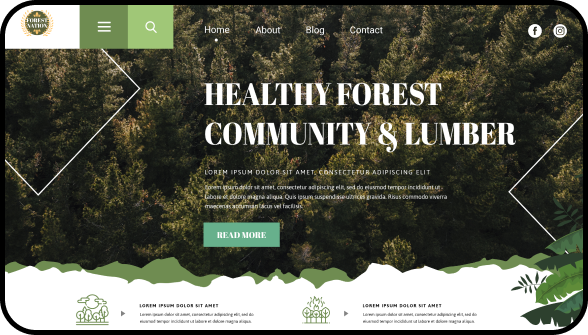 FOREST
NATION
Home About Blog Contact
HEALTHY FOREST
COMMUNITY & LUMBER
LOREM IPSUM DOLOR SIT AMET, CONSECTETUR ADIPISCING ELIT
Lorem ipsum dolor sit amet, consectetur adipiscing elit, sed do eiusmod tempor incididunt ut
labore et dolore magna aliqua. Quis ipsum suspendisse ultrices gravida. Risus commodo viverra
maecenas accumsan lacus vel facilisis.
READ MORE
LOREM IPSUM DOLOR SIT AMET
Lorem ipsum dolor sit amet, consectetur adipiscing elit, sed do
eiusmod tempor incididunt ut labore et dolore magna aliqua.
LOREM IPSUM DOLOR SIT AMET
Lorem ipsum dolor sit amet, consectetur adipiscing elit, sed do
eiusmod tempor incididunt ut labore et dolore magna aliqua.